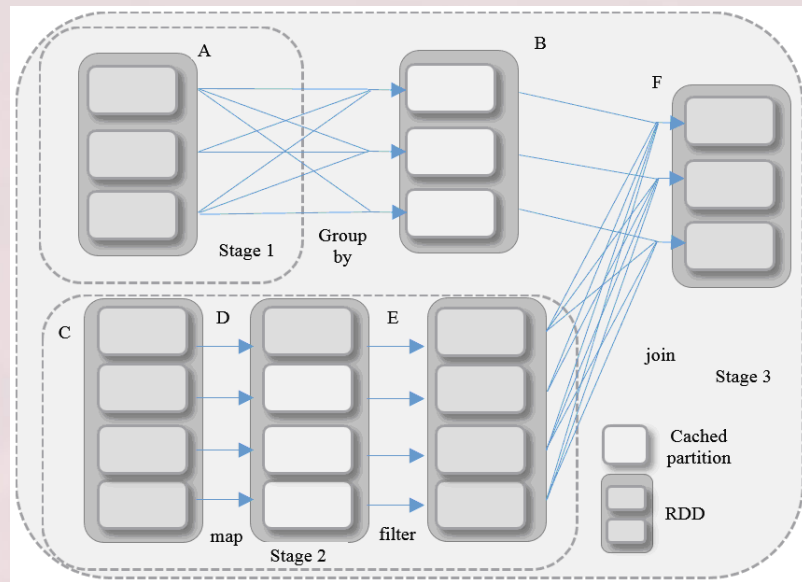 A
B
F
Stage 1
Group
by
C
D
E
join
Stage 3
Cached
partition
RDD
map
filter
Stage 2